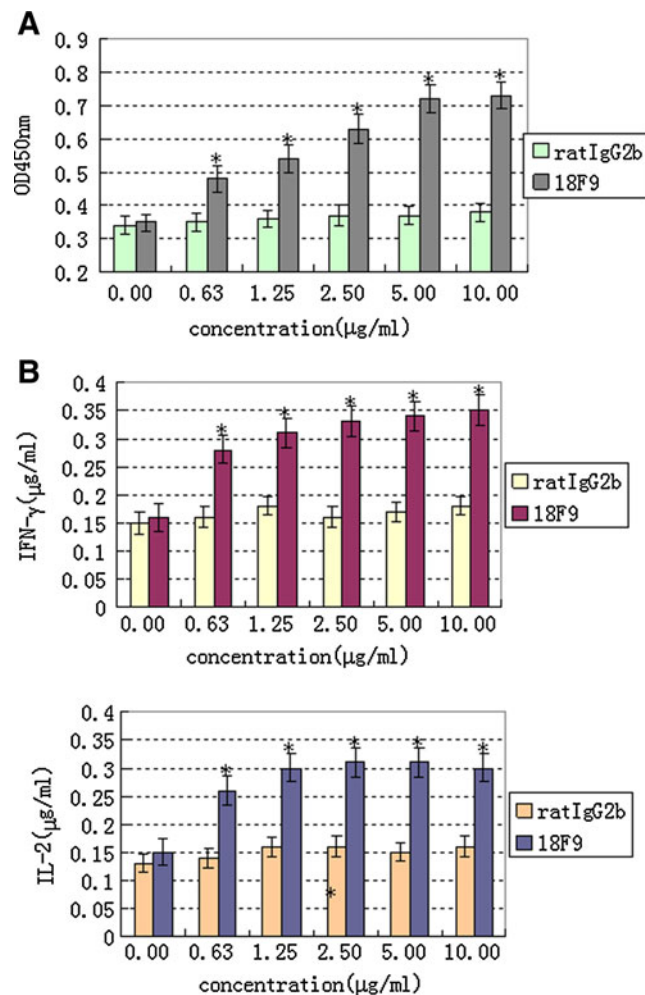 A
0.9
0.8
0.7
0.6
0.5
0.4
0.3
0.2
OD450nm
* * * * *
0.00 0.63 1.25 2.50 5.00 10.00
concentration(μg/ml)
ratIgG2b
18F9
B
0.4
0.35
0.3
0.25
0.2
0.15
0.1
0.05
0
IFN-γ(μg/ml)
* * * * *
0.00 0.63 1.25 2.50 5.00 10.00
concentration(μg/ml)
ratIgG2b
18F9
0.4
0.35
0.3
0.25
0.2
0.15
0.1
0.05
0
IL-2(μg/ml)
* * * * *
*
0.00 0.63 1.25 2.50 5.00 10.00
concentration(μg/ml)
ratIgG2b
18F9